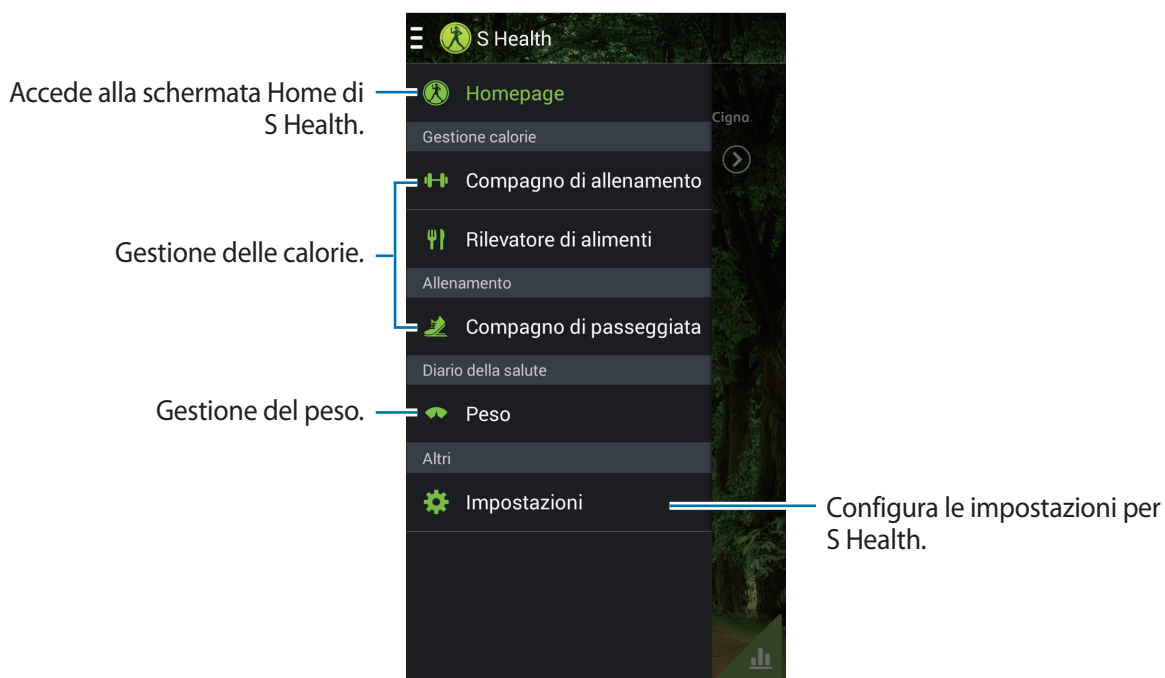 S Health
Accede alla schermata Home di
S Health.
Homepage
Cigna
Gestione calorie
Compagno di allenamento
Gestione delle calorie.
Rilevatore di alimenti
Allenamento
Compagno di passeggiata
Diario della salute
Gestione del peso.
Peso
Altri
Impostazioni
Configura le impostazioni per
S Health.